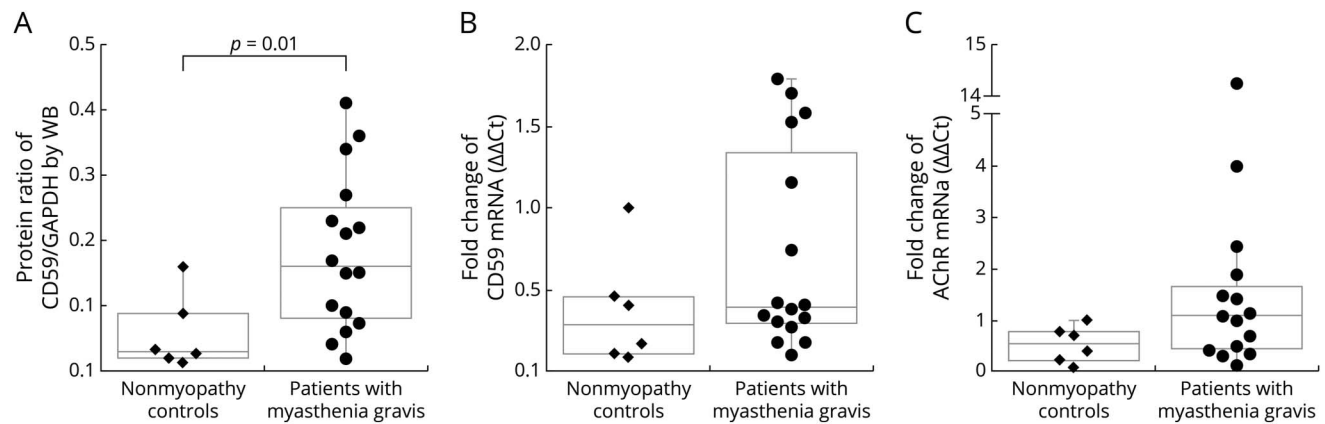 A
Protein ratio of
CD59/GAPDH by WB
0.5
0.4
0.3
0.2
0.1
0.1
p = 0.01
Nonmyopathy
controls
Patients with
myasthenia gravis
B
Fold change of
CD59 mRNA (ΔΔCt)
2.0
1.5
1.0
0.5
0.1
Nonmyopathy
controls
Patients with
myasthenia gravis
C
Fold change of
AChR mRNa (ΔΔCt)
15
14
5
4
3
2
1
0
Nonmyopathy
controls
Patients with
myasthenia gravis